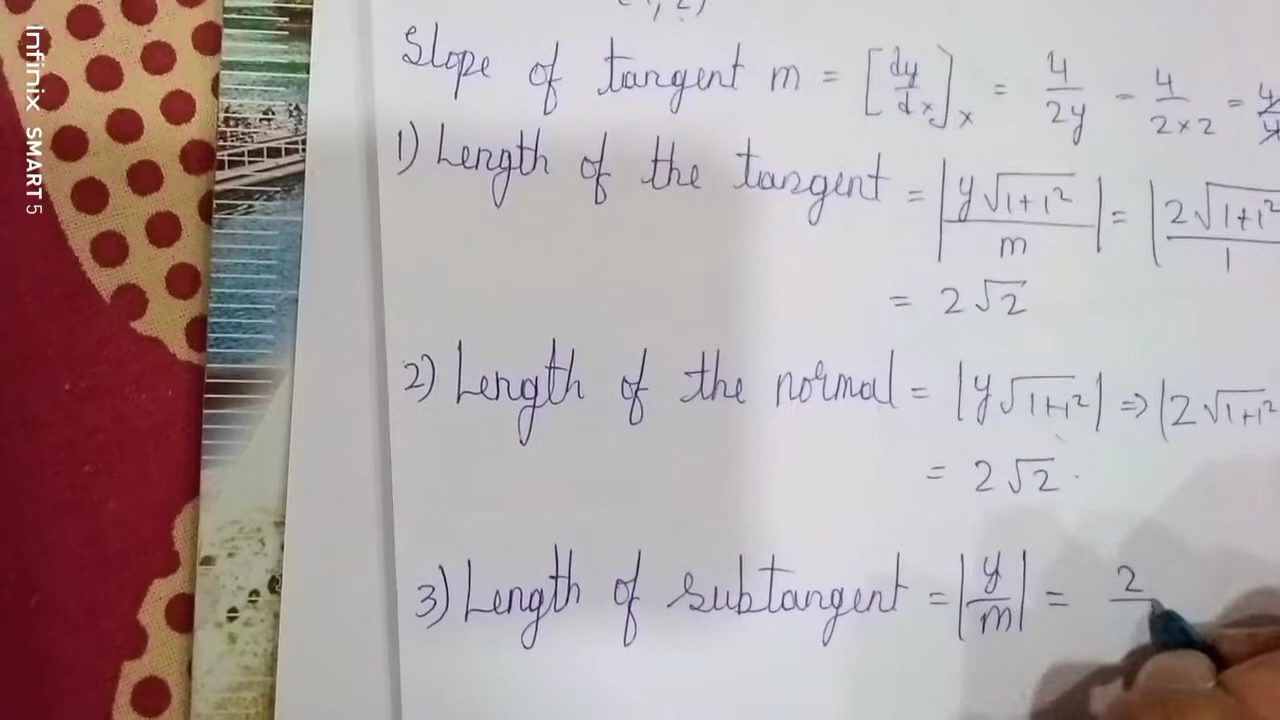 Slope of tangent m = [dy/dx]x = 4/2y - 4/2×2 = 4/4
1) Length of the tangent = |y√1+1²/m| = |2√1+1²/1
= 2√2
2) Length of the normal = |y√1+1²| => |2√1+1²
= 2√2.
3) Length of subtangent = |y/m| = 2
Infinix SMART 5